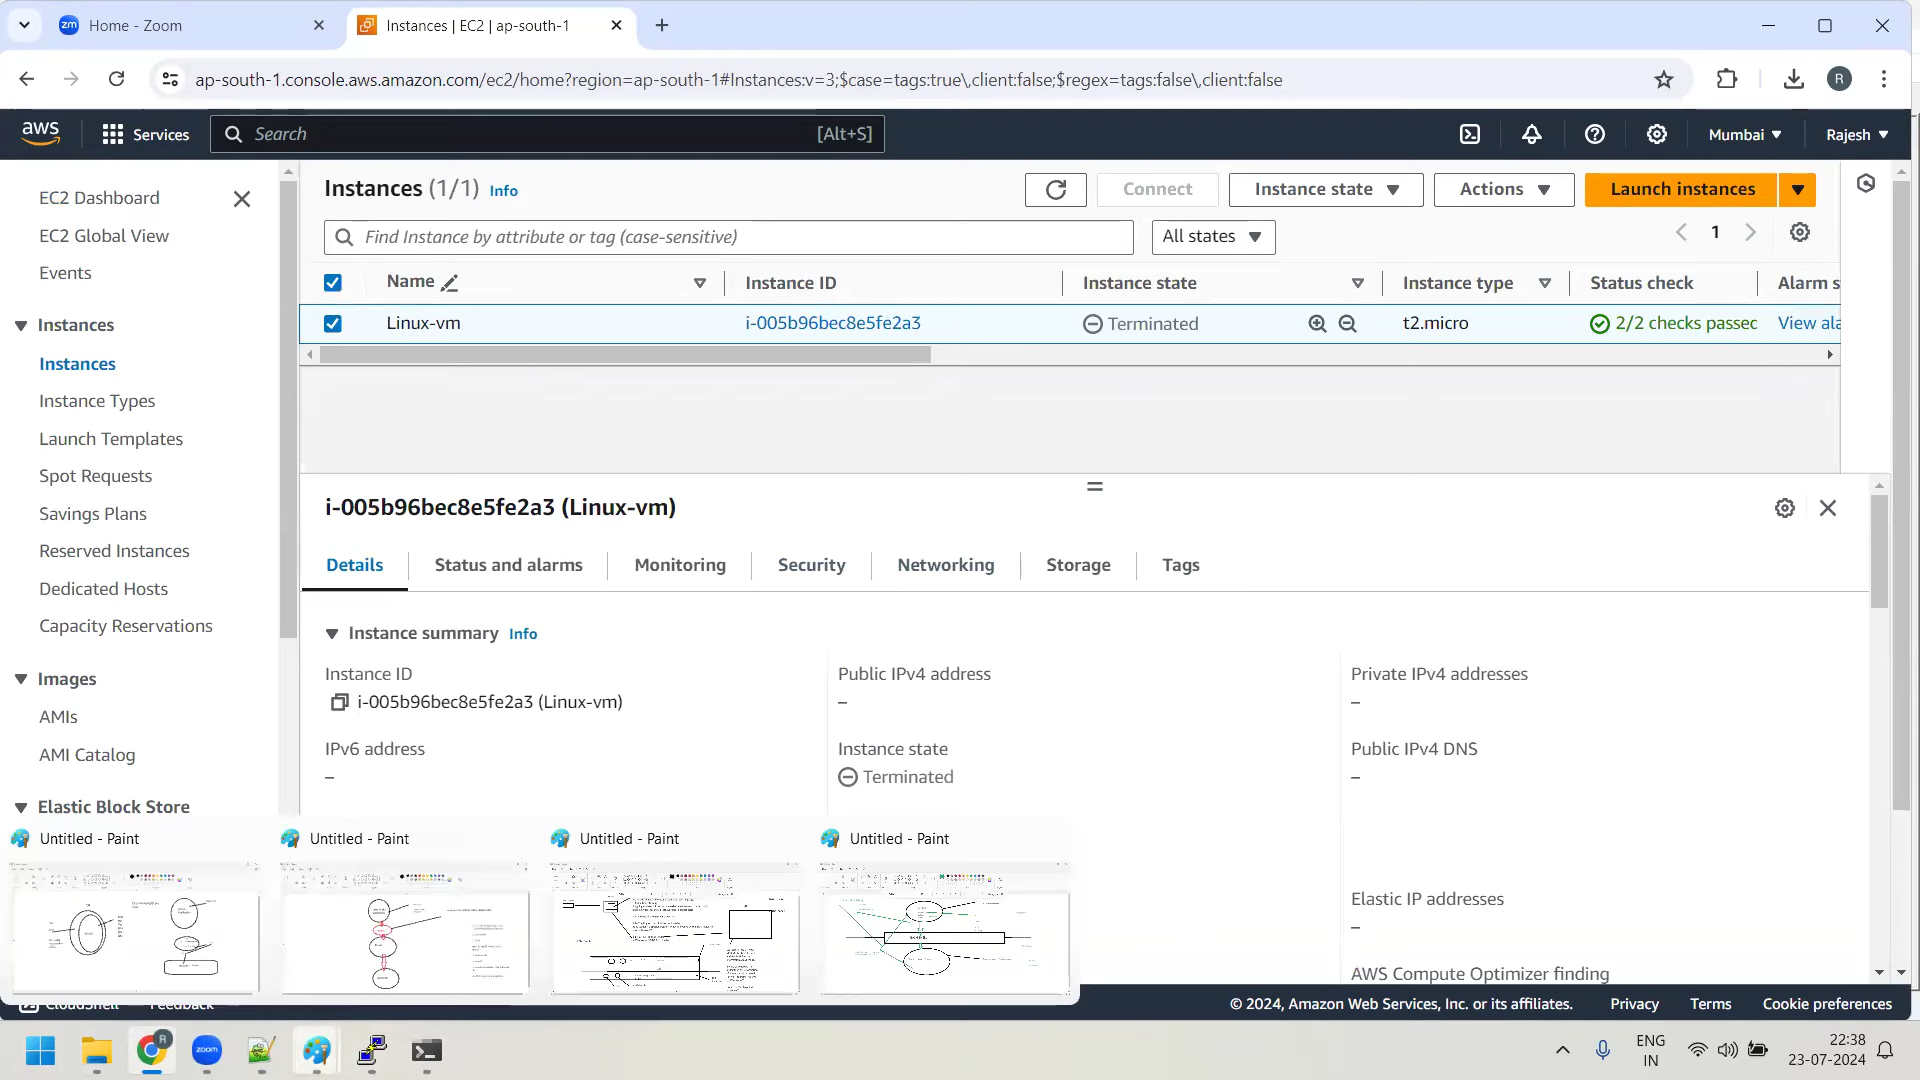 Home - Zoom
Instances | EC2 | ap-south-1
ap-south-1.console.aws.amazon.com/ec2/home?region=ap-south-1#Instances:v=3;$case=tags:true\,client:false;$regex=tags:false\,client:false
R
aws
Services
Search
[Alt+S]
Mumbai
Rajesh
EC2 Dashboard
EC2 Global View
Events
Instances
Instances
Instance Types
Launch Templates
Spot Requests
Savings Plans
Reserved Instances
Dedicated Hosts
Capacity Reservations
Images
AMIs
AMI Catalog
Elastic Block Store
Instances (1/1) Info
Connect
Instance state
Actions
Launch instances
Find Instance by attribute or tag (case-sensitive)
All states
1
Name
Instance ID
Instance state
Instance type
Status check
Alarm s
Linux-vm
i-005b96bec8e5fe2a3
Terminated
t2.micro
2/2 checks passec
View ala
i-005b96bec8e5fe2a3 (Linux-vm)
Details
Status and alarms
Monitoring
Security
Networking
Storage
Tags
Instance summary Info
Instance ID
i-005b96bec8e5fe2a3 (Linux-vm)
Public IPv4 address
–
Private IPv4 addresses
–
IPv6 address
–
Instance state
Terminated
Public IPv4 DNS
–
Elastic IP addresses
–
AWS Compute Optimizer finding
Untitled - Paint
Untitled - Paint
Untitled - Paint
Untitled - Paint
CloudShell
Feedback
© 2024, Amazon Web Services, Inc. or its affiliates.
Privacy
Terms
Cookie preferences
zoom
ENG
IN
22:38
23-07-2024